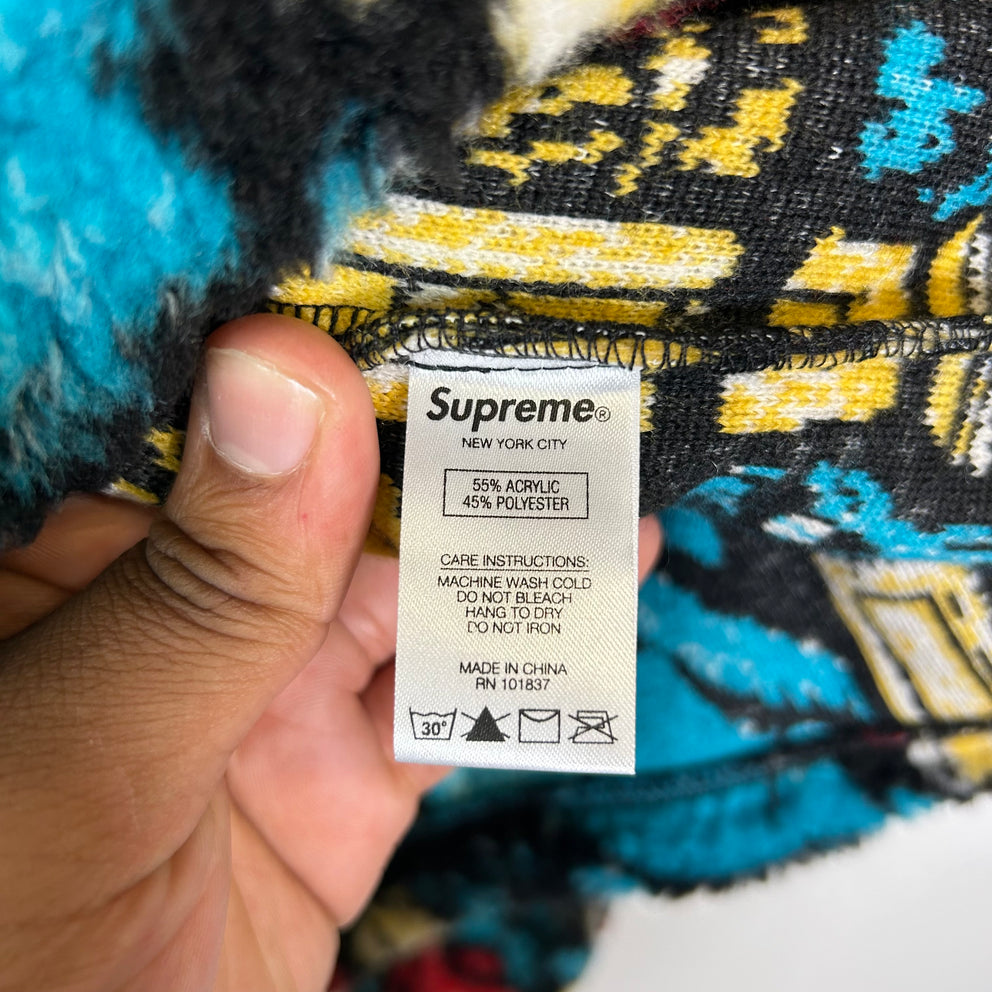 Supreme®
NEW YORK CITY
55% ACRYLIC
45% POLYESTER
CARE INSTRUCTIONS:
MACHINE WASH COLD
DO NOT BLEACH
HANG TO DRY
DO NOT IRON
MADE IN CHINA
RN 101837
30°